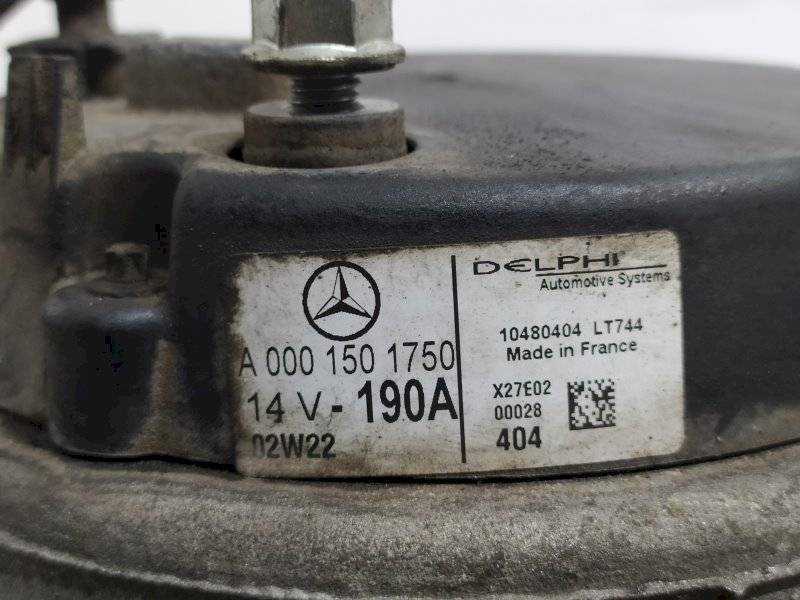 A 000 150 1750
14 V - 190A
02W22
DELPHI
Automotive Systems
10480404 LT744
Made in France
X27E02
00028
404